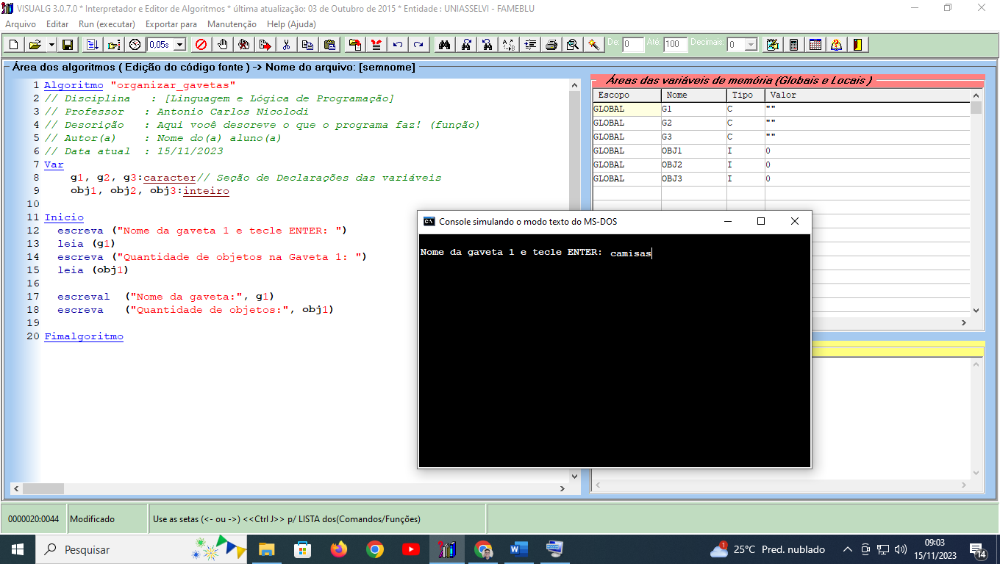 VISUALG 3.0.7.0 * Interpretador e Editor de Algoritmos * última atualização: 03 de Outubro de 2015 * Entidade : UNIASSELVI - FAMEBLU
Arquivo Editar Run (executar) Exportar para Manutenção Help (Ajuda)
0,05s De: 0 Até: 100 Decimais: 0
Área dos algoritmos ( Edição do código fonte ) -> Nome do arquivo: [semnome]
1 Algoritmo "organizar_gavetas"
2 // Disciplina : [Linguagem e Lógica de Programação]
3 // Professor : Antonio Carlos Nicolodi
4 // Descrição : Aqui você descreve o que o programa faz! (função)
5 // Autor(a) : Nome do(a) aluno(a)
6 // Data atual : 15/11/2023
7 Var
8 g1, g2, g3:caracter// Seção de Declarações das variáveis
9 obj1, obj2, obj3:inteiro
10
11 Inicio
12 escreva ("Nome da gaveta 1 e tecle ENTER: ")
13 leia (g1)
14 escreva ("Quantidade de objetos na Gaveta 1: ")
15 leia (obj1)
16
17 escreval ("Nome da gaveta:", g1)
18 escreva ("Quantidade de objetos:", obj1)
19
20 Fimalgoritmo
Áreas das variáveis de memória (Globais e Locais )
Escopo Nome Tipo Valor
GLOBAL G1 C ""
GLOBAL G2 C ""
GLOBAL G3 C ""
GLOBAL OBJ1 I 0
GLOBAL OBJ2 I 0
GLOBAL OBJ3 I 0
Console simulando o modo texto do MS-DOS
Nome da gaveta 1 e tecle ENTER: camisas
0000020:0044 Modificado Use as setas (<- ou ->) <<Ctrl J>> p/ LISTA dos(Comandos/Funções)
Pesquisar
1 25°C Pred. nublado
09:03
15/11/2023
14